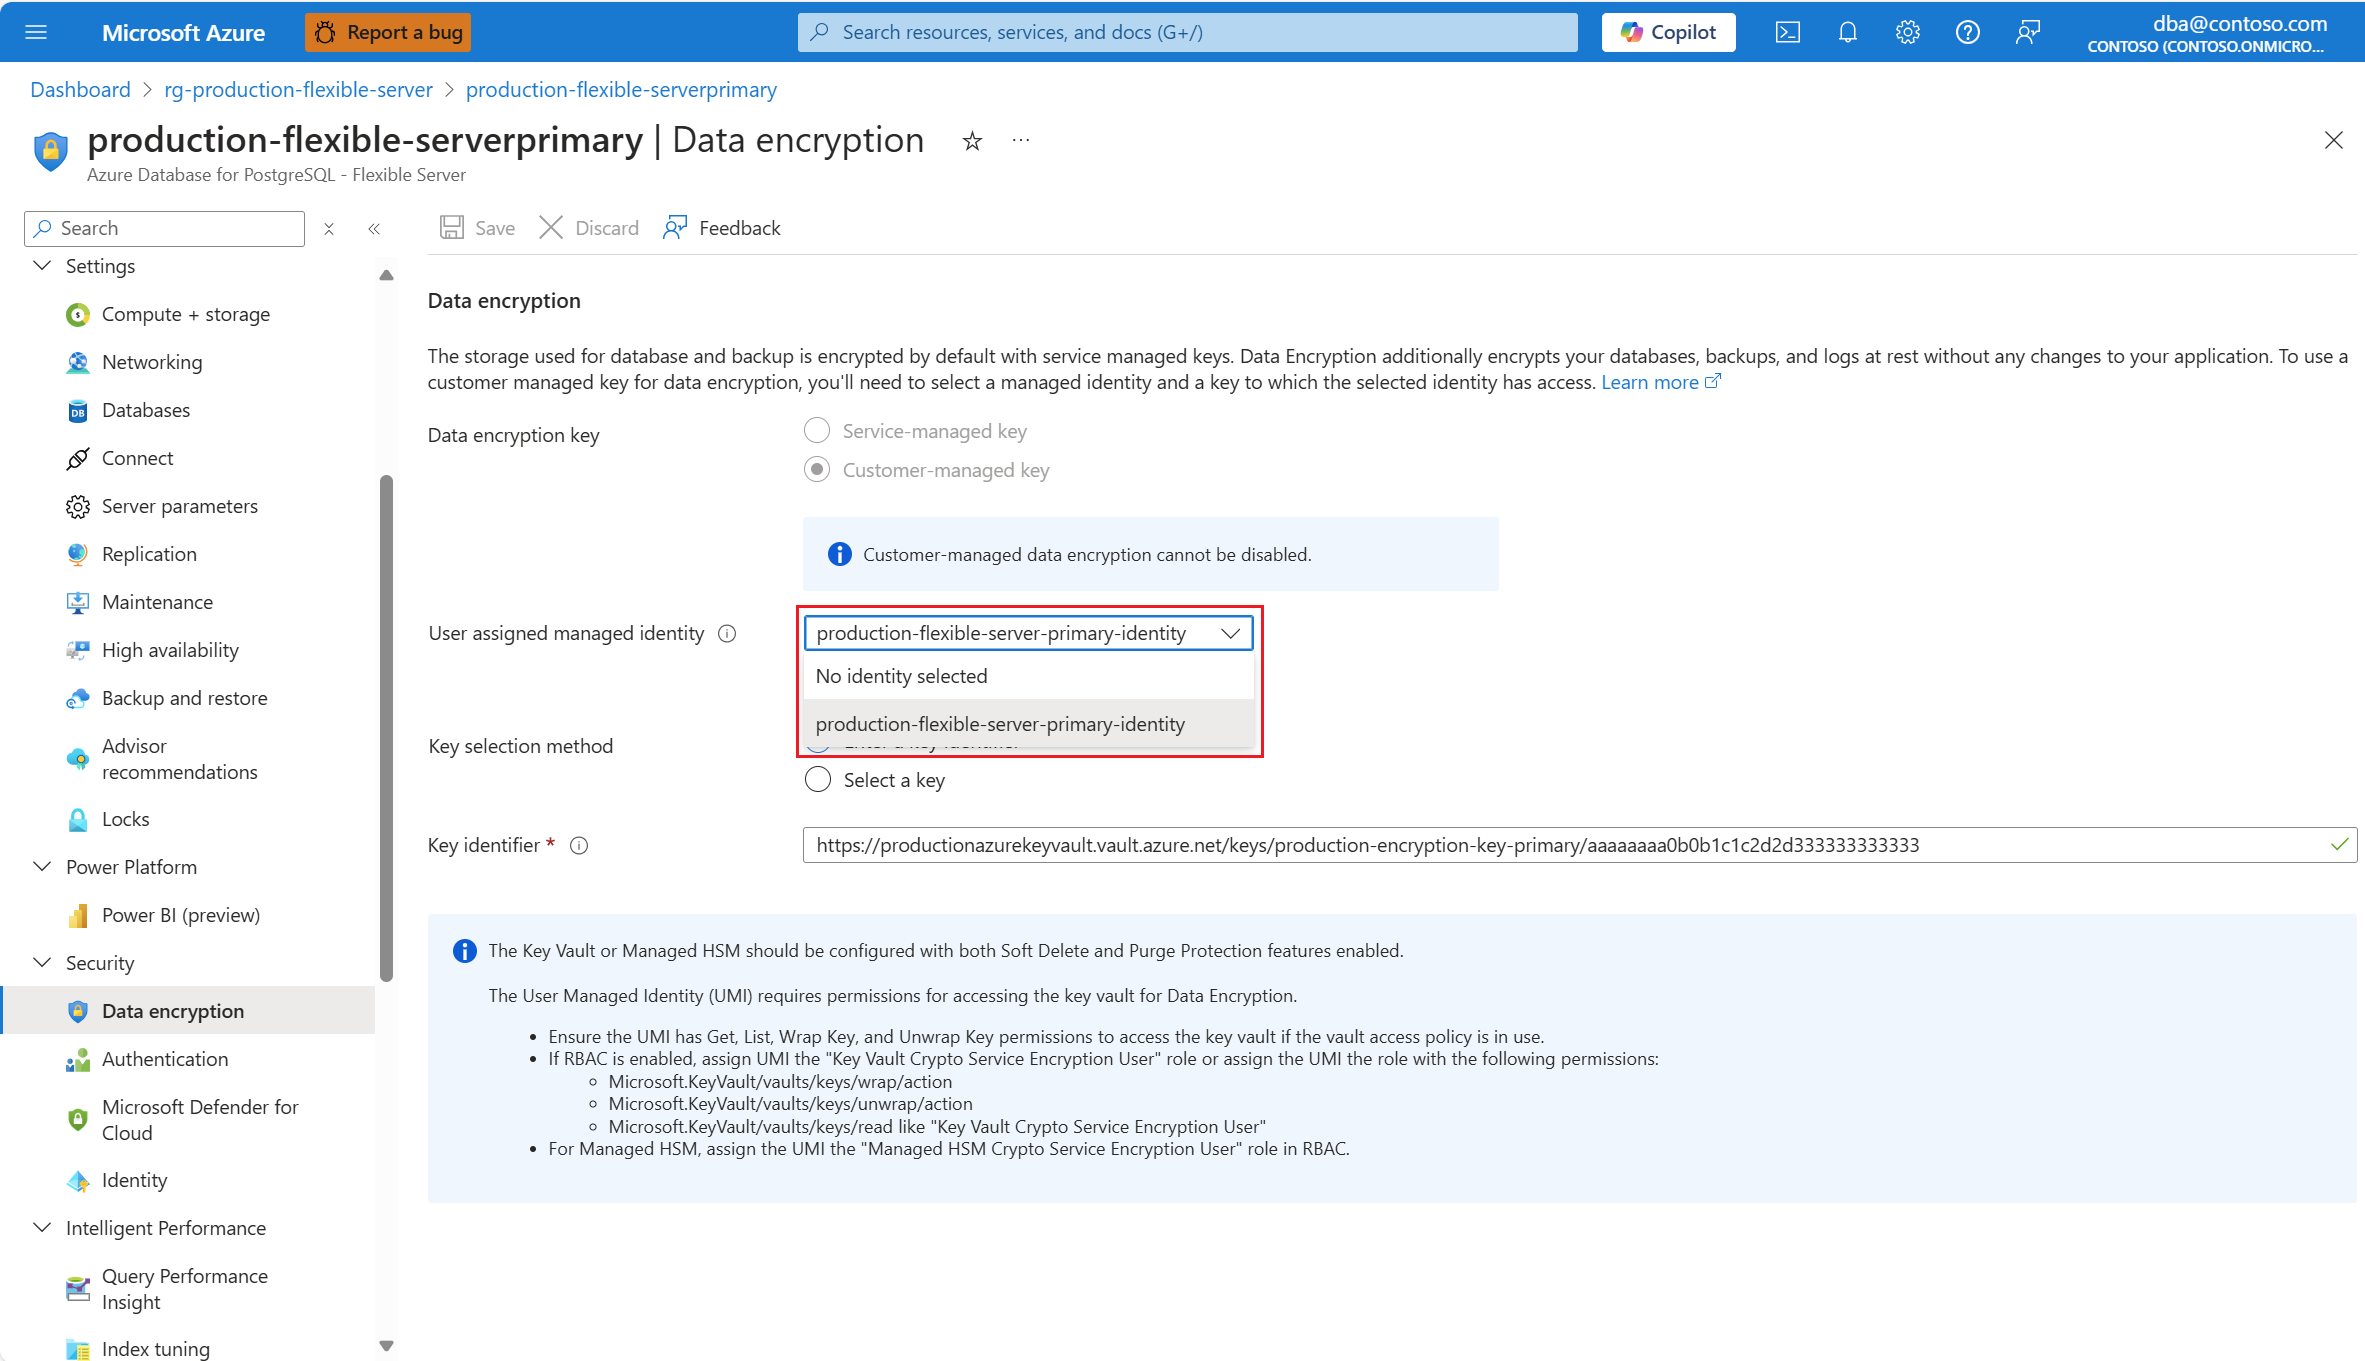 Microsoft Azure
Report a bug
Search resources, services, and docs (G+/)
Copilot
dba@contoso.com
CONTOSO (CONTOSO.ONMICRO...
Dashboard > rg-production-flexible-server > production-flexible-serverprimary
production-flexible-serverprimary | Data encryption
Azure Database for PostgreSQL - Flexible Server
Search
Save
Discard
Feedback
Settings
Compute + storage
Networking
Databases
Connect
Server parameters
Replication
Maintenance
High availability
Backup and restore
Advisor
recommendations
Locks
Power Platform
Power BI (preview)
Security
Data encryption
Authentication
Microsoft Defender for
Cloud
Identity
Intelligent Performance
Query Performance
Insight
Index tuning
Data encryption
The storage used for database and backup is encrypted by default with service managed keys. Data Encryption additionally encrypts your databases, backups, and logs at rest without any changes to your application. To use a
customer managed key for data encryption, you'll need to select a managed identity and a key to which the selected identity has access. Learn more
Data encryption key
Service-managed key
Customer-managed key
Customer-managed data encryption cannot be disabled.
User assigned managed identity
production-flexible-server-primary-identity
No identity selected
production-flexible-server-primary-identity
Key selection method
Enter a key identifier
Select a key
Key identifier *
https://productionazurekeyvault.vault.azure.net/keys/production-encryption-key-primary/aaaaaaaa0b0b1c1c2d2d333333333333
The Key Vault or Managed HSM should be configured with both Soft Delete and Purge Protection features enabled.
The User Managed Identity (UMI) requires permissions for accessing the key vault for Data Encryption.
• Ensure the UMI has Get, List, Wrap Key, and Unwrap Key permissions to access the key vault if the vault access policy is in use.
• If RBAC is enabled, assign UMI the "Key Vault Crypto Service Encryption User" role or assign the UMI the role with the following permissions:
◦ Microsoft.KeyVault/vaults/keys/wrap/action
◦ Microsoft.KeyVault/vaults/keys/unwrap/action
◦ Microsoft.KeyVault/vaults/keys/read like "Key Vault Crypto Service Encryption User"
• For Managed HSM, assign the UMI the "Managed HSM Crypto Service Encryption User" role in RBAC.